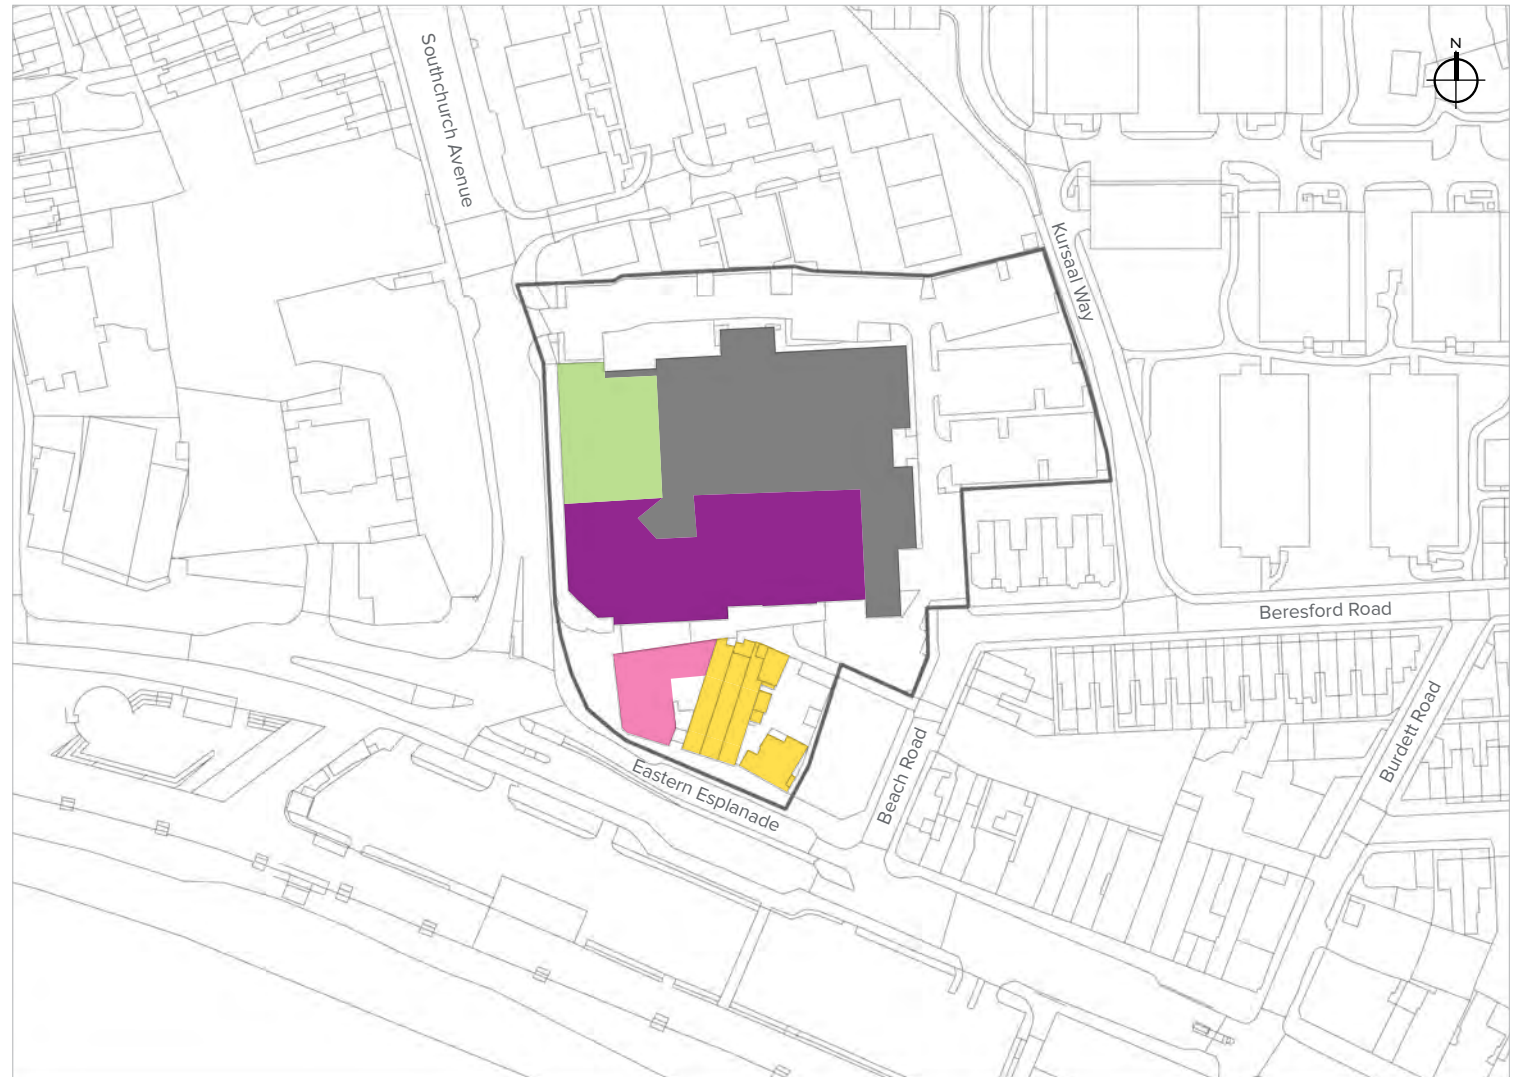 N
Southchurch Avenue
Kursaal Way
Beresford Road
Burdett Road
Beach Road
Eastern Esplanade